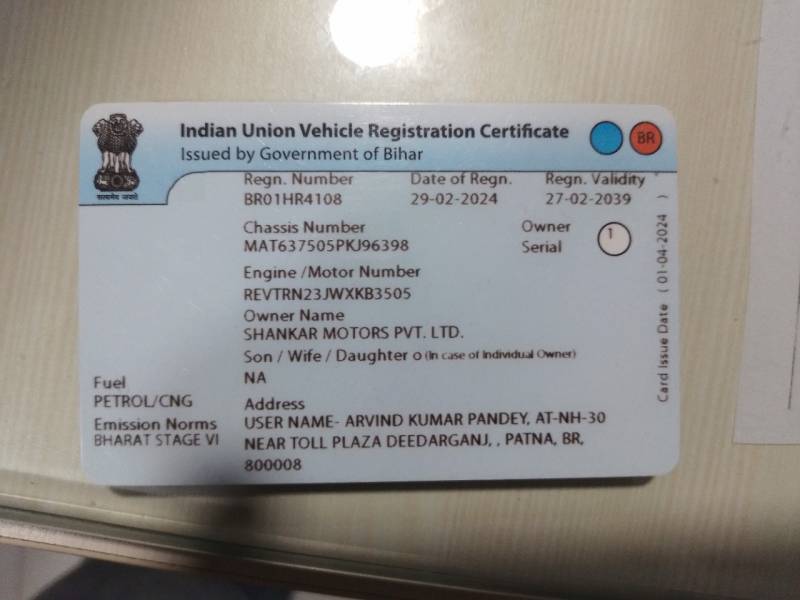 Indian Union Vehicle Registration Certificate
Issued by Government of Bihar
BR
सत्यमेव जयते
Regn. Number Date of Regn. Regn. Validity
BR01HR4108 29-02-2024 27-02-2039
Chassis Number
MAT637505PKJ96398
Owner
Serial
1
Engine /Motor Number
REVTRN23JWXKB3505
Owner Name
SHANKAR MOTORS PVT. LTD.
Son / Wife / Daughter o (In case of Individual Owner)
NA
Fuel
PETROL/CNG
Emission Norms
BHARAT STAGE VI
Address
USER NAME- ARVIND KUMAR PANDEY, AT-NH-30
NEAR TOLL PLAZA DEEDARGANJ, , PATNA, BR,
800008
Card Issue Date ( 01-04-2024 )